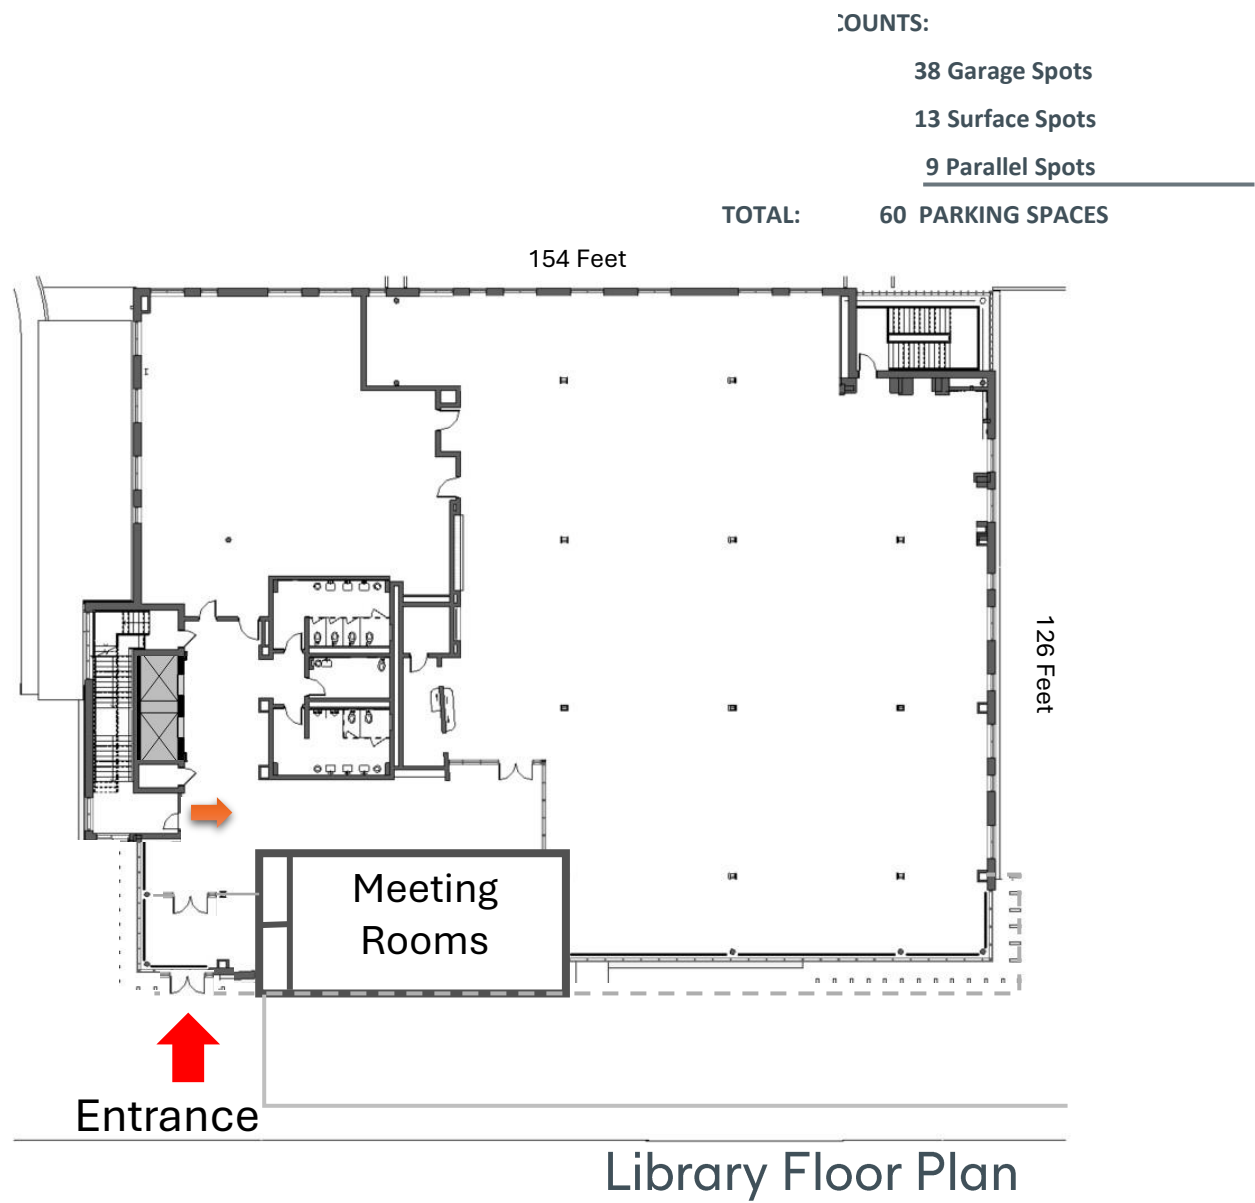 COUNTS:
38 Garage Spots
13 Surface Spots
9 Parallel Spots
TOTAL: 60 PARKING SPACES
154 Feet
126 Feet
Meeting
Rooms
Entrance
Library Floor Plan